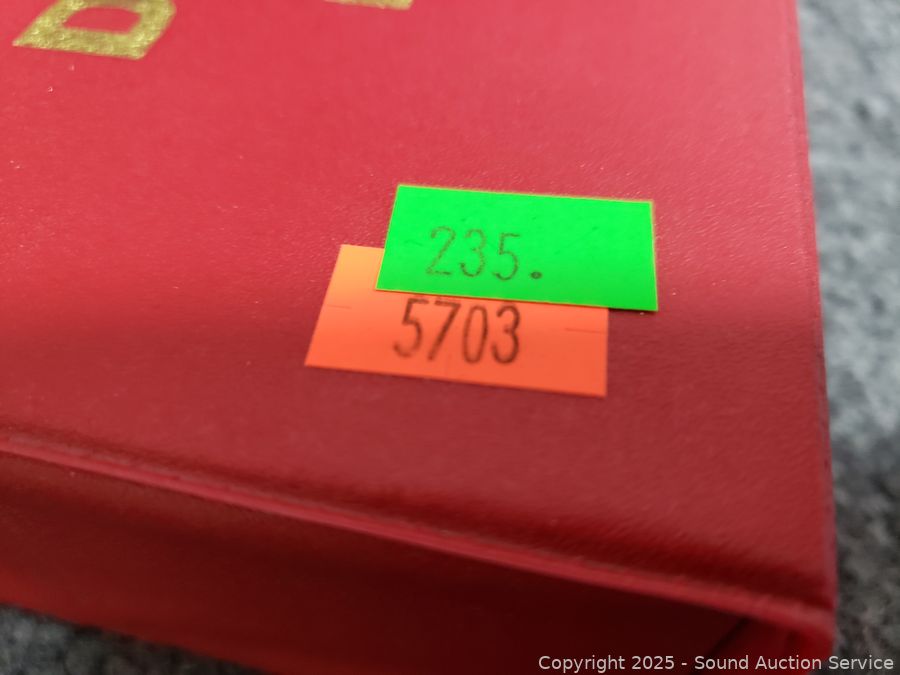 D
235.
5703
Copyright 2025 - Sound Auction Service